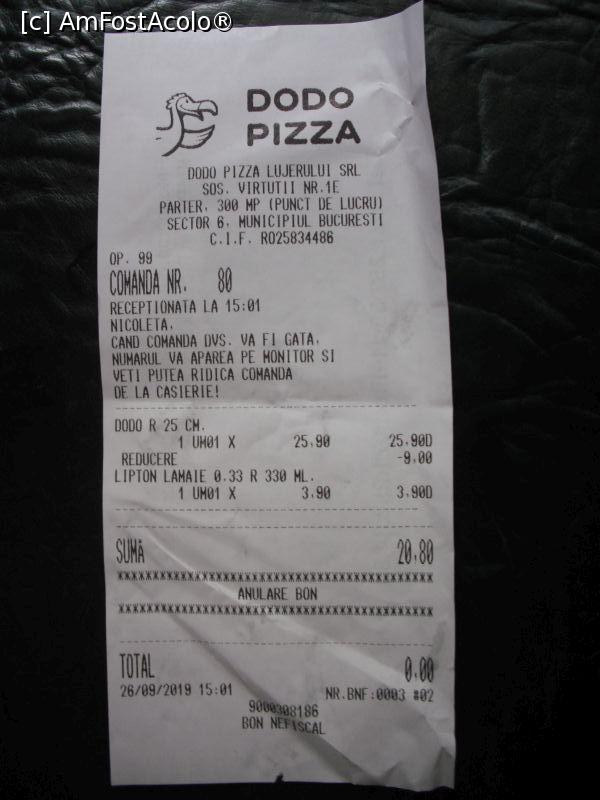 [c] AmFostAcolo®
DODO
PIZZA
DODO PIZZA LUJERULUI SRL
SOS. VIRTUTII NR.1E
PARTER, 300 MP (PUNCT DE LUCRU)
SECTOR 6, MUNICIPIUL BUCURESTI
C.I.F. RO25834486
OP. 99
COMANDA NR. 80
RECEPTIONATA LA 15:01
NICOLETA,
CAND COMANDA DVS. VA FI GATA,
NUMARUL VA APAREA PE MONITOR SI
VETI PUTEA RIDICA COMANDA
DE LA CASIERIE!
DODO R 25 CM.
1 UM01 X 25,90 25,90D
REDUCERE -9,00
LIPTON LAMAIE 0.33 R 330 ML.
1 UM01 X 3,90 3,90D
SUMA 20,80
ANULARE BON
TOTAL 0,00
26/09/2019 15:01 NR.BNF:0003 #02
9000308186
BON NEFISCAL